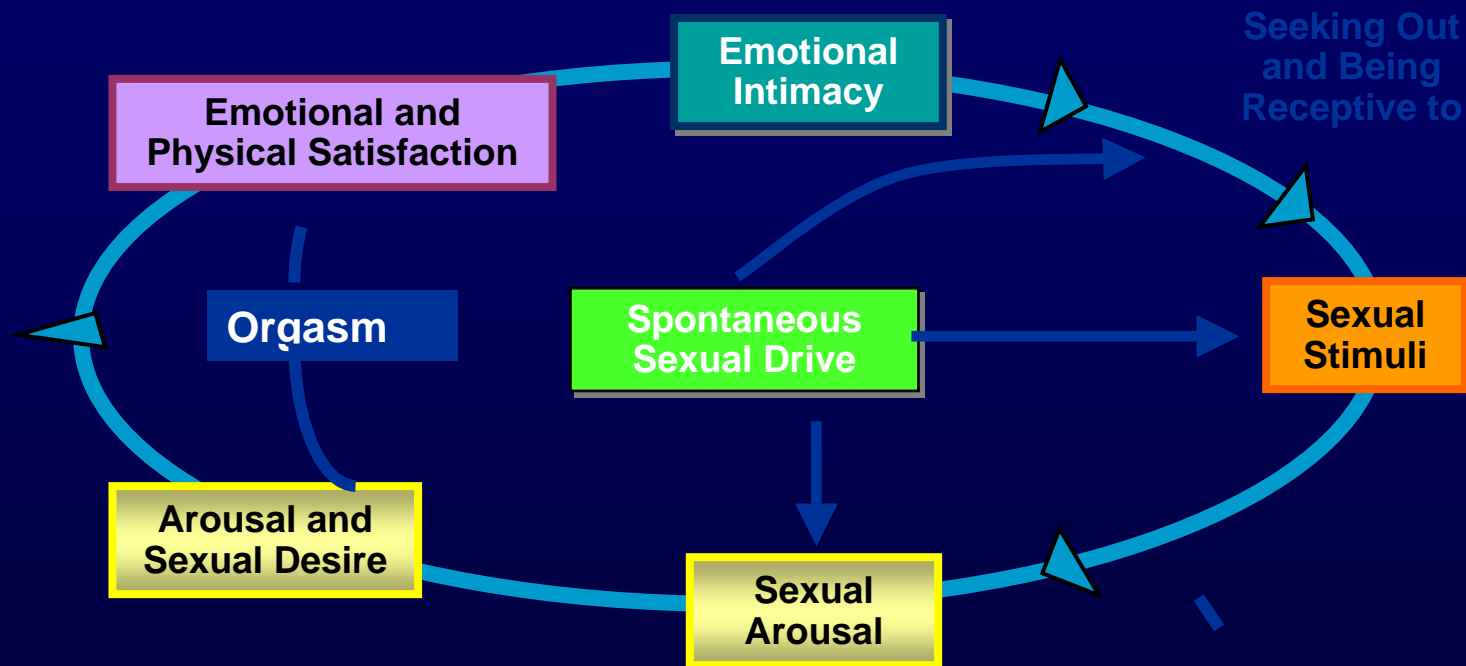 Emotional
Intimacy
Seeking Out
and Being
Receptive to
Emotional and
Physical Satisfaction
Orgasm
Spontaneous
Sexual Drive
Sexual
Stimuli
Arousal and
Sexual Desire
Sexual
Arousal